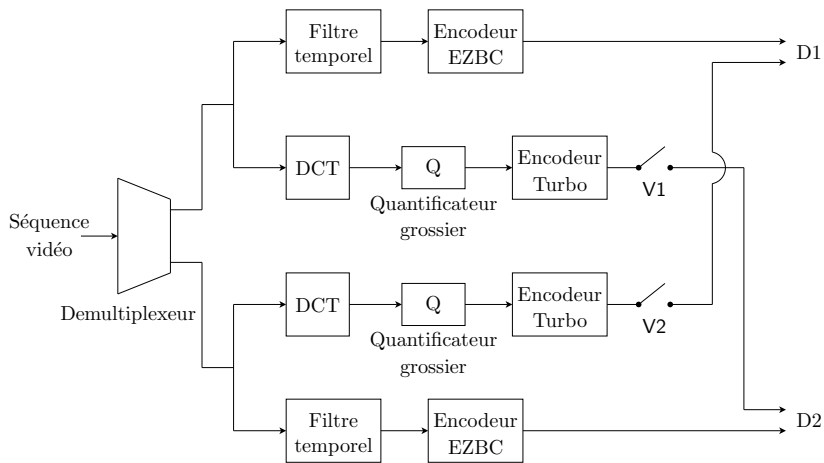 Filtre
temporel
Encodeur
EZBC
D1
DCT
Q
Quantificateur
grossier
Encodeur
Turbo
V1
Séquence
vidéo
Demultiplexeur
DCT
Q
Quantificateur
grossier
Encodeur
Turbo
V2
Filtre
temporel
Encodeur
EZBC
D2